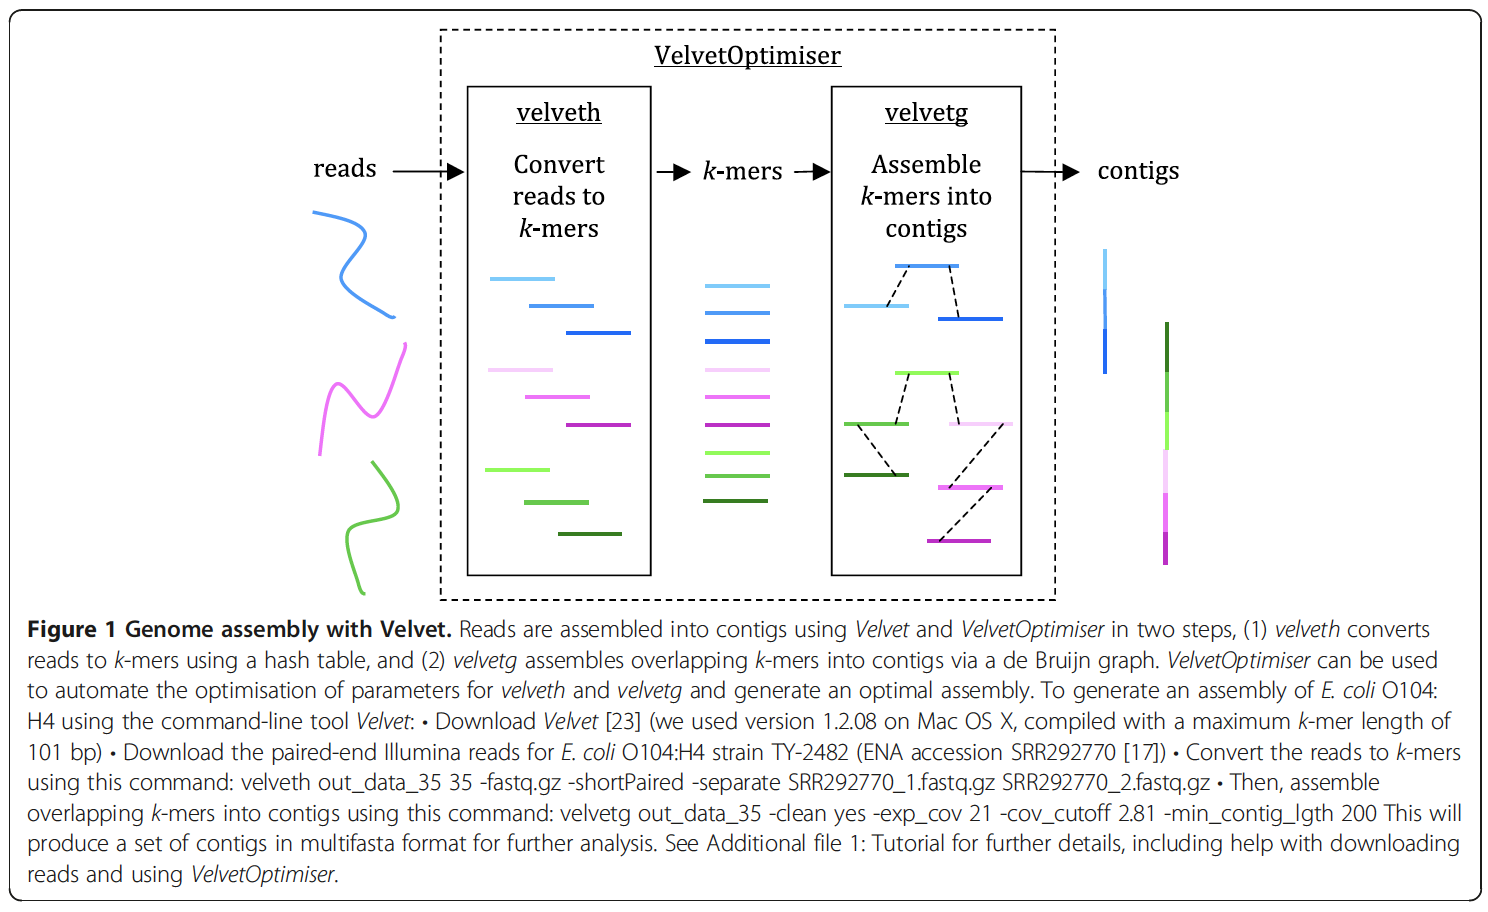 VelvetOptimiser
velveth
Convert
reads to
k-mers
velvetg
Assemble
k-mers into
contigs
reads
k-mers
contigs
Figure 1 Genome assembly with Velvet. Reads are assembled into contigs using Velvet and VelvetOptimiser in two steps, (1) velveth converts
reads to k-mers using a hash table, and (2) velvetg assembles overlapping k-mers into contigs via a de Bruijn graph. VelvetOptimiser can be used
to automate the optimisation of parameters for velveth and velvetg and generate an optimal assembly. To generate an assembly of E. coli O104:
H4 using the command-line tool Velvet: • Download Velvet [23] (we used version 1.2.08 on Mac OS X, compiled with a maximum k-mer length of
101 bp) • Download the paired-end Illumina reads for E. coli O104:H4 strain TY-2482 (ENA accession SRR292770 [17]) • Convert the reads to k-mers
using this command: velveth out_data_35 35 -fastq.gz -shortPaired -separate SRR292770_1.fastq.gz SRR292770_2.fastq.gz • Then, assemble
overlapping k-mers into contigs using this command: velvetg out_data_35 -clean yes -exp_cov 21 -cov_cutoff 2.81 -min_contig_lgth 200 This will
produce a set of contigs in multifasta format for further analysis. See Additional file 1: Tutorial for further details, including help with downloading
reads and using VelvetOptimiser.